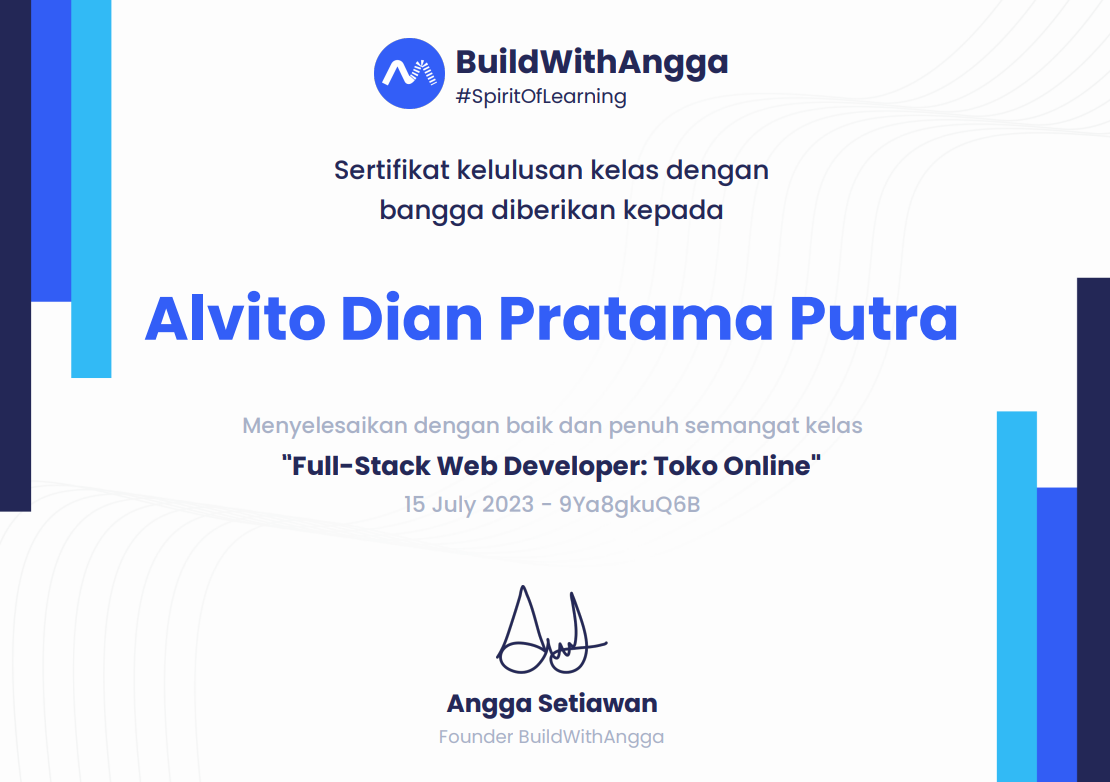 BuildWithAngga
#SpiritOfLearning
Sertifikat kelulusan kelas dengan
bangga diberikan kepada
Alvito Dian Pratama Putra
Menyelesaikan dengan baik dan penuh semangat kelas
"Full-Stack Web Developer: Toko Online"
15 July 2023 - 9Ya8gkuQ6B
Angga Setiawan
Founder BuildWithAngga